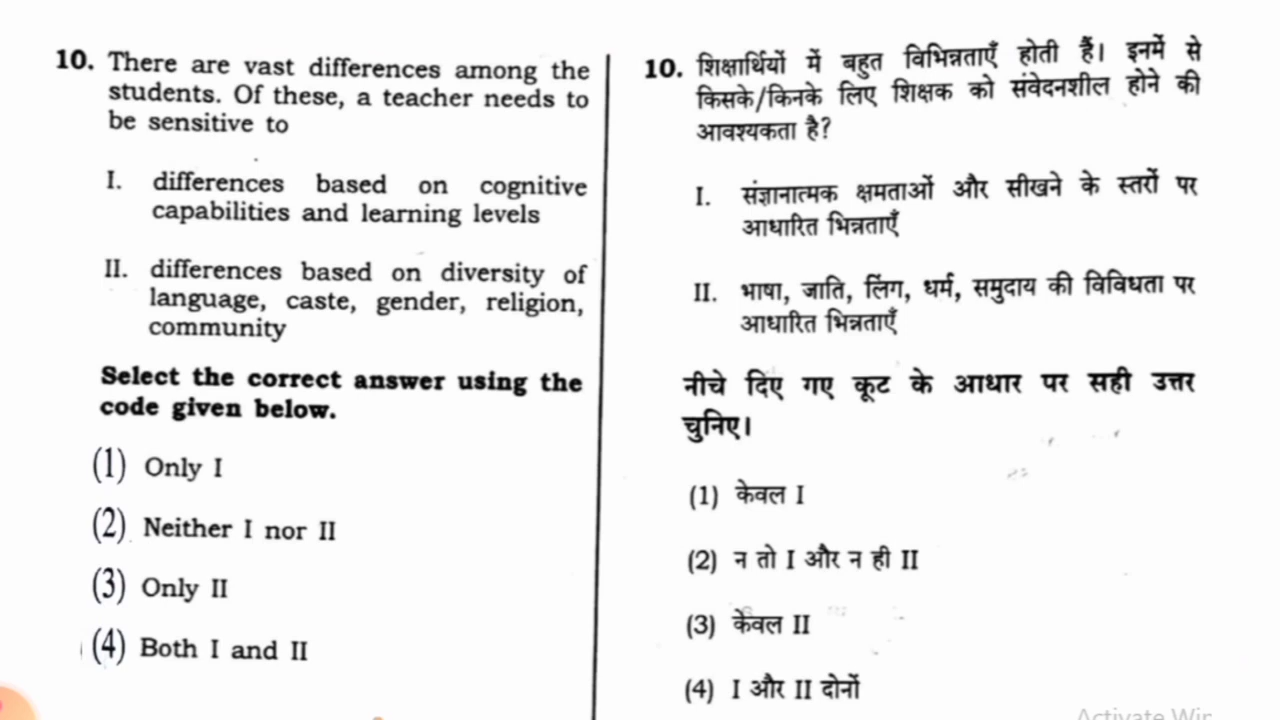 10. There are vast differences among the
students. Of these, a teacher needs to
be sensitive to
I. differences based on cognitive
capabilities and learning levels
II. differences based on diversity of
language, caste, gender, religion,
community
Select the correct answer using the
code given below.
(1) Only I
(2) Neither I nor II
(3) Only II
(4) Both I and II
10. शिक्षार्थियों में बहुत विभिन्नताएँ होती हैं। इनमें से
किसके/किनके लिए शिक्षक को संवेदनशील होने की
आवश्यकता है?
I. संज्ञानात्मक क्षमताओं और सीखने के स्तरों पर
आधारित भिन्नताएँ
II. भाषा, जाति, लिंग, धर्म, समुदाय की विविधता पर
आधारित भिन्नताएँ
नीचे दिए गए कूट के आधार पर सही उत्तर
चुनिए।
(1) केवल I
(2) न तो I और न ही II
(3) केवल II
(4) I और II दोनों
Activate Win